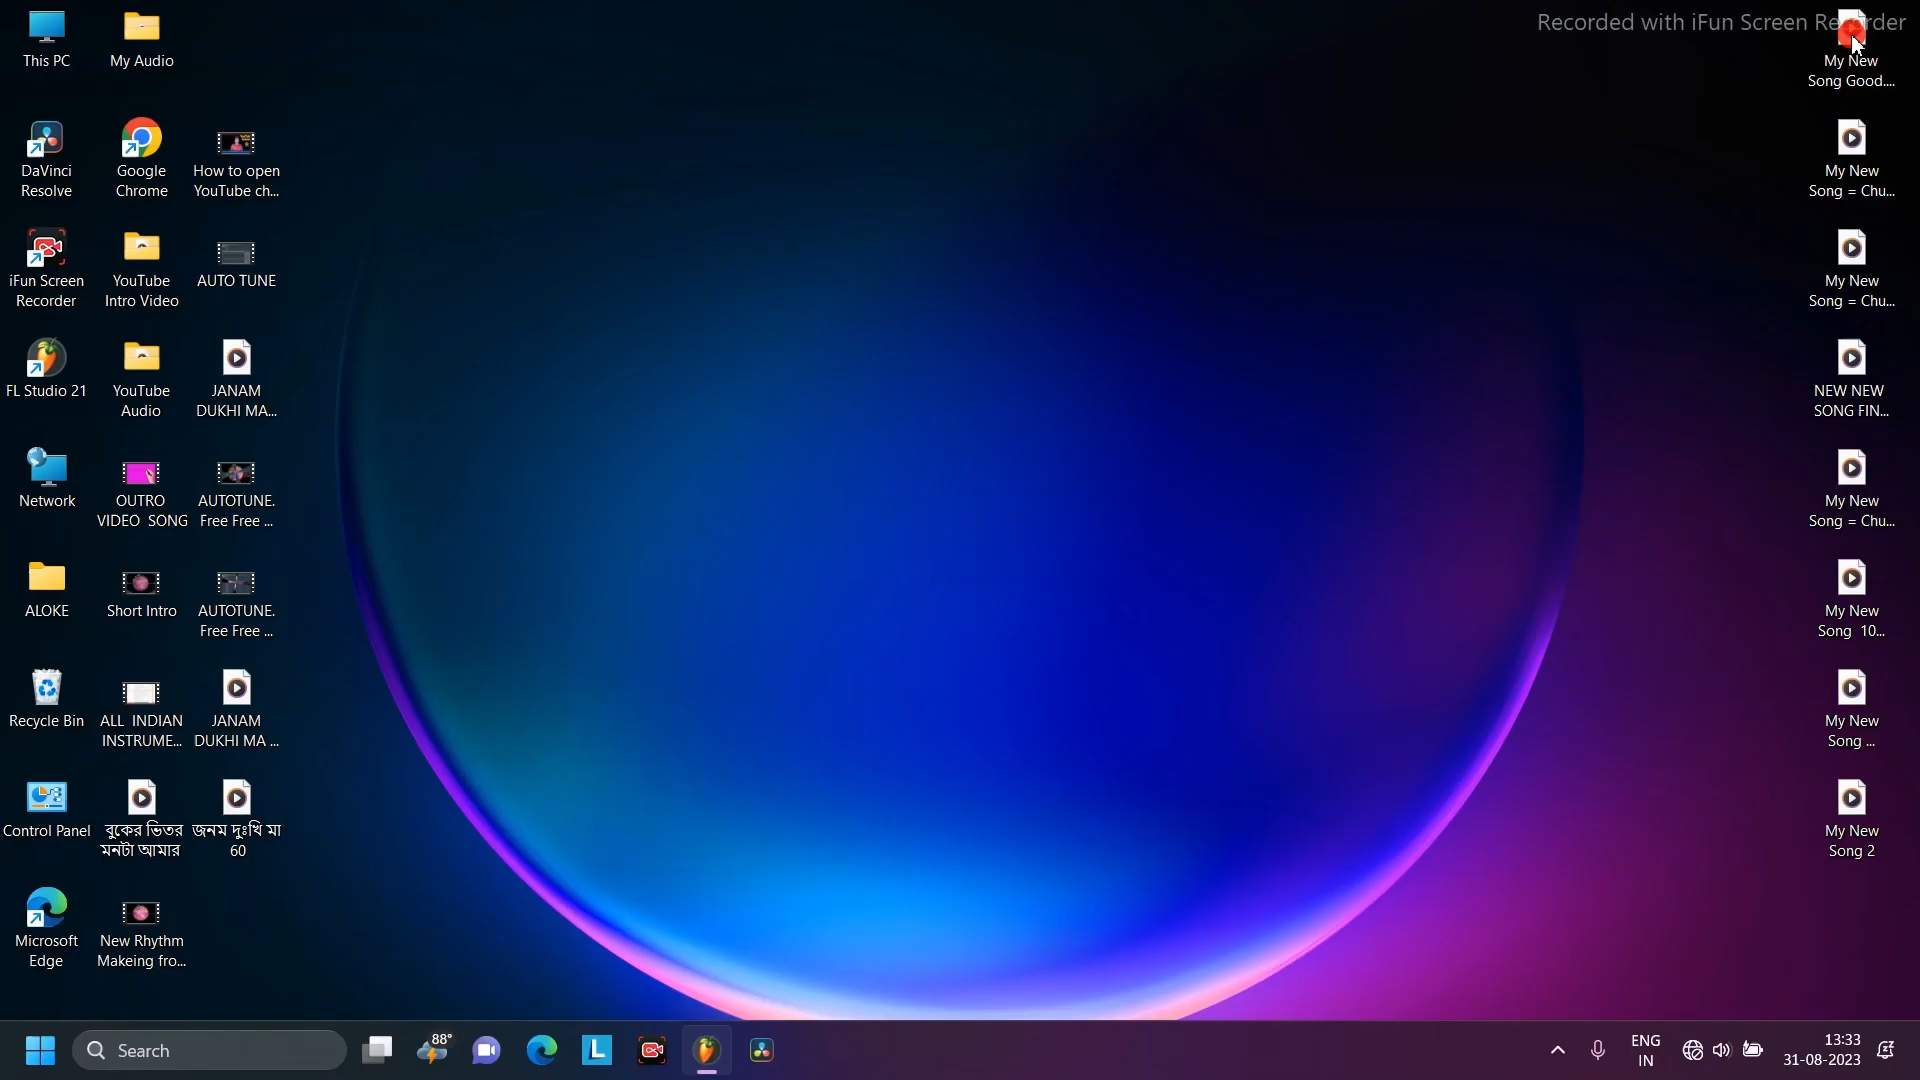 Recorded with iFun Screen Re rder
This PC
My Audio
DaVinci
Resolve
Google
Chrome
How to open
YouTube ch...
iFun Screen
Recorder
YouTube
Intro Video
AUTO TUNE
FL Studio 21
YouTube
Audio
JANAM
DUKHI MA...
Network
OUTRO
VIDEO SONG
AUTOTUNE.
Free Free ...
ALOKE
Short Intro
AUTOTUNE.
Free Free ...
Recycle Bin
ALL INDIAN
INSTRUME...
JANAM
DUKHI MA ...
Control Panel
বুকের ভিতর
মনটা আমার
জনম দুঃখি মা
60
Microsoft
Edge
New Rhythm
Makeing fro...
My New
Song Good....
My New
Song = Chu...
My New
Song = Chu...
NEW NEW
SONG FIN...
My New
Song = Chu...
My New
Song 10...
My New
Song ...
My New
Song 2
Search
88°
ENG
IN
13:33
31-08-2023